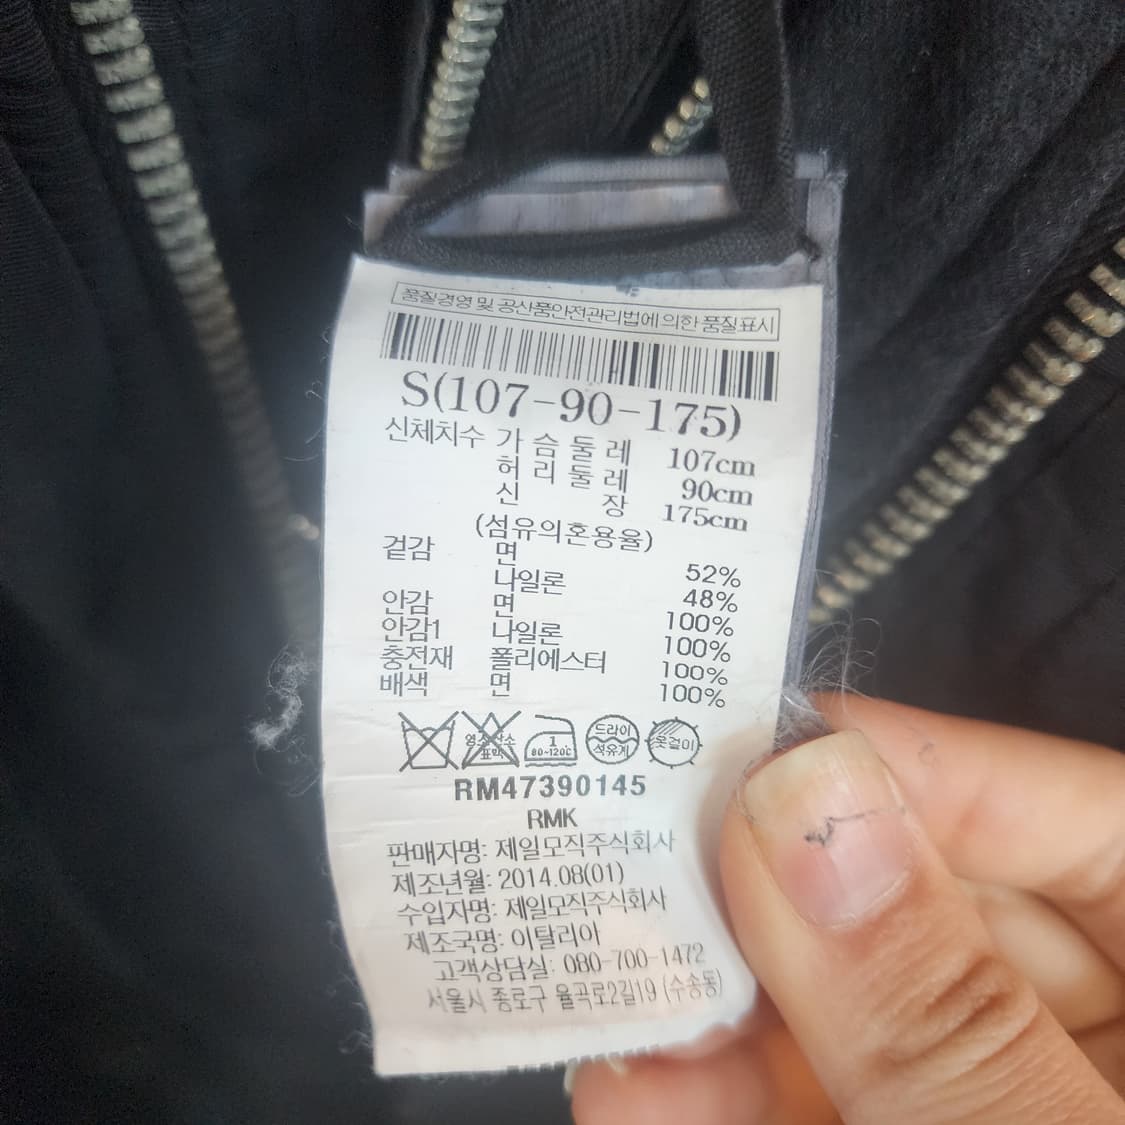 품질경영 및 공산품안전관리법에 의한 품질표시
S(107-90-175)
신체치수 가슴둘레 107cm
허리둘레 90cm
신장 175cm
(섬유의혼용율)
겉감 면 52%
나일론 48%
안감 면 100%
안감1 나일론 100%
충전재 폴리에스터 100%
배색 면 100%
염소산소 표백
1 80~120℃
드라이 석유계
옷걸이
RM47390145
RMK
판매자명: 제일모직주식회사
제조년월: 2014.08(01)
수입자명: 제일모직주식회사
제조국명: 이탈리아
고객상담실: 080-700-1472
서울시 종로구 율곡로2길19 (수송동)